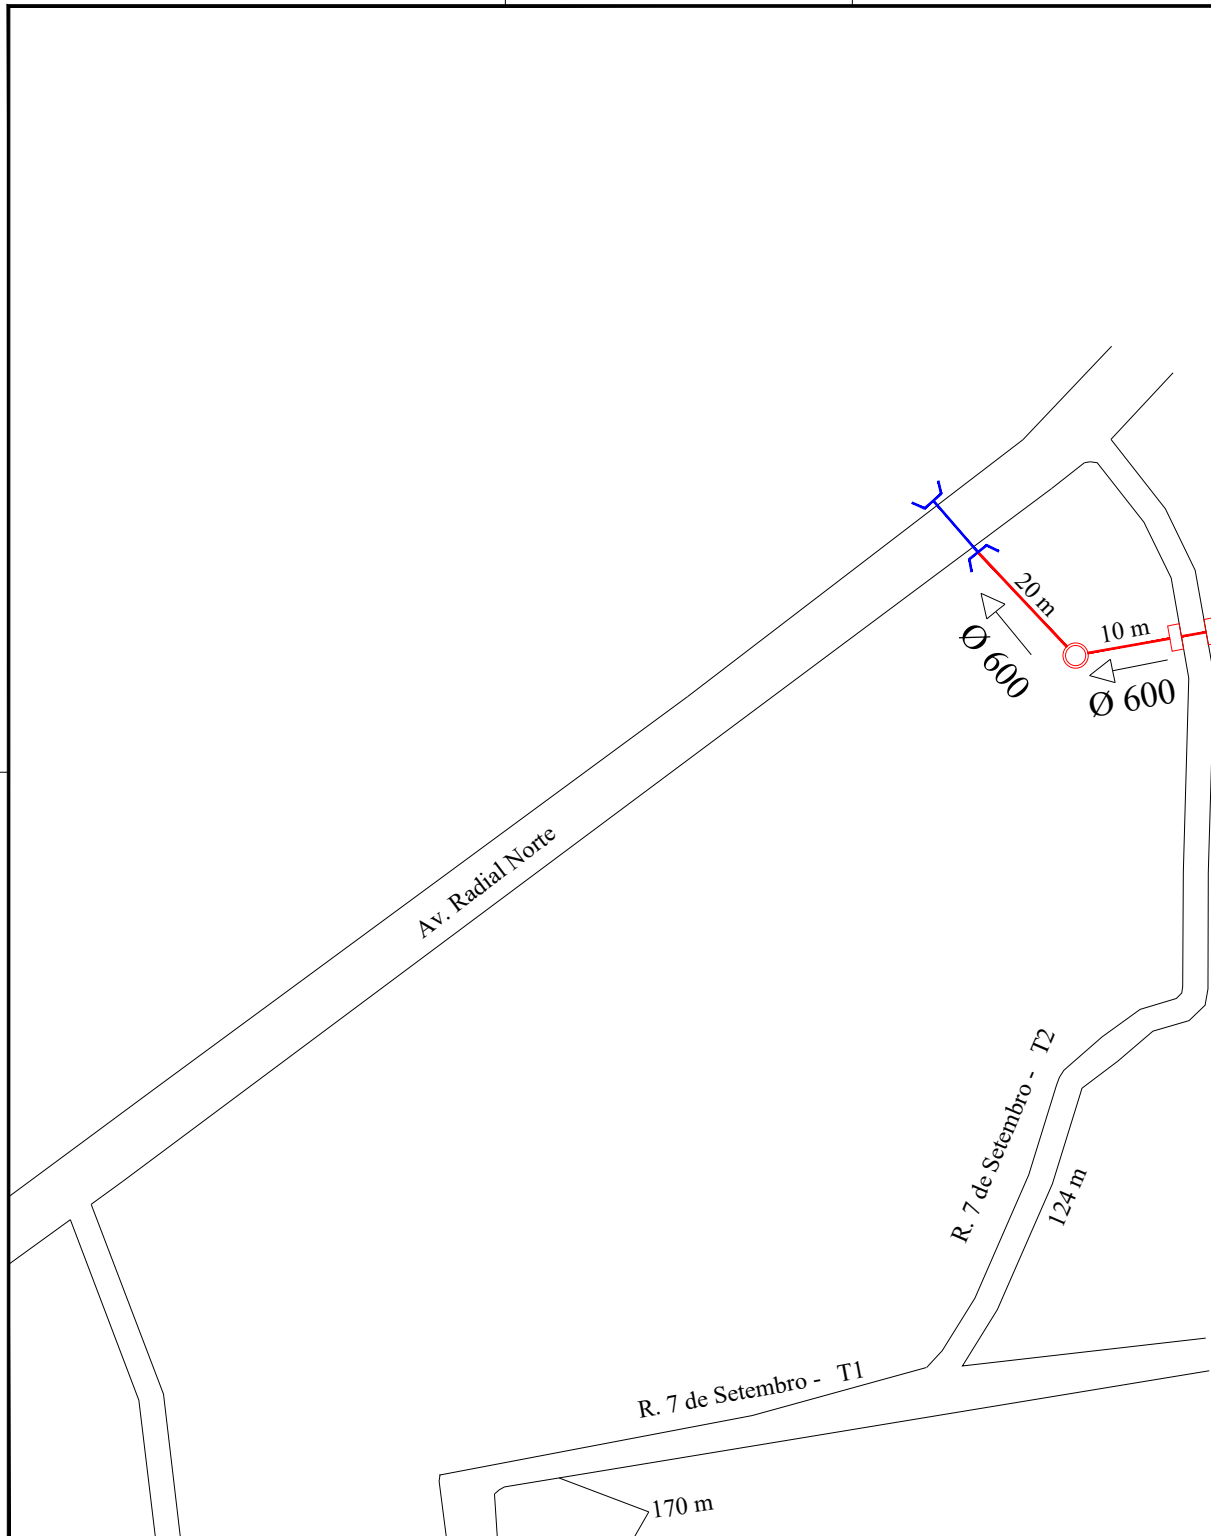 20 m
10 m
Ø 600
Ø 600
Av. Radial Norte
R. 7 de Setembro - T2
124 m
R. 7 de Setembro - T1
170 m